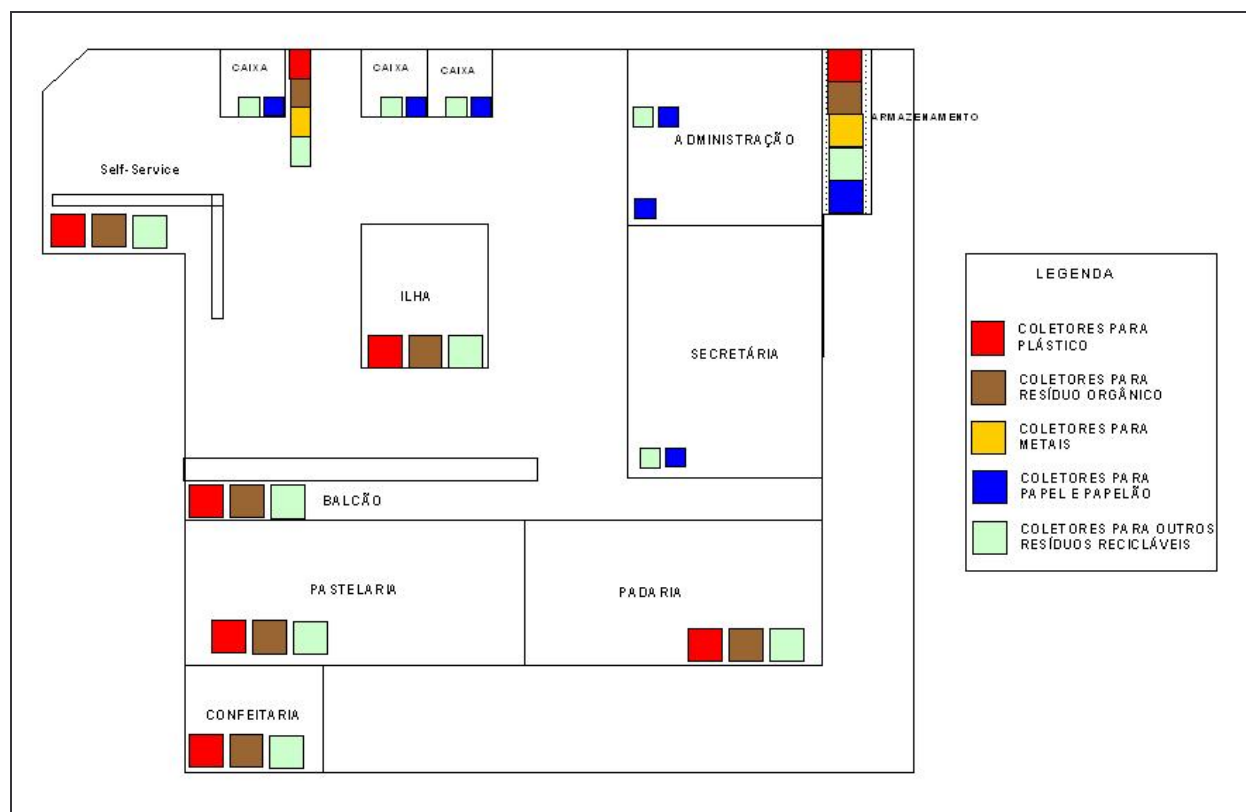 CAIXA
CAIXA
CAIXA
ARMAZENAMENTO
ADMINISTRAÇÃO
Self-Service
LEGENDA
ILHA
COLETORES PARA
PLÁSTICO
SECRETÁRIA
COLETORES PARA
RESÍDUO ORGÂNICO
COLETORES PARA
METAIS
COLETORES PARA
PAPEL E PAPELÃO
BALCÃO
COLETORES PARA OUTROS
RESÍDUOS RECICLÁVEIS
PASTELARIA
PADARIA
CONFEITARIA